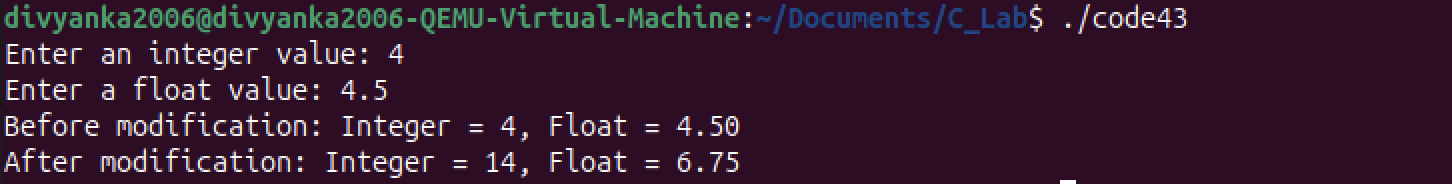 divyanka2006@divyanka2006-QEMU-Virtual-Machine:~/Documents/C_Lab$ ./code43
Enter an integer value: 4
Enter a float value: 4.5
Before modification: Integer = 4, Float = 4.50
After modification: Integer = 14, Float = 6.75